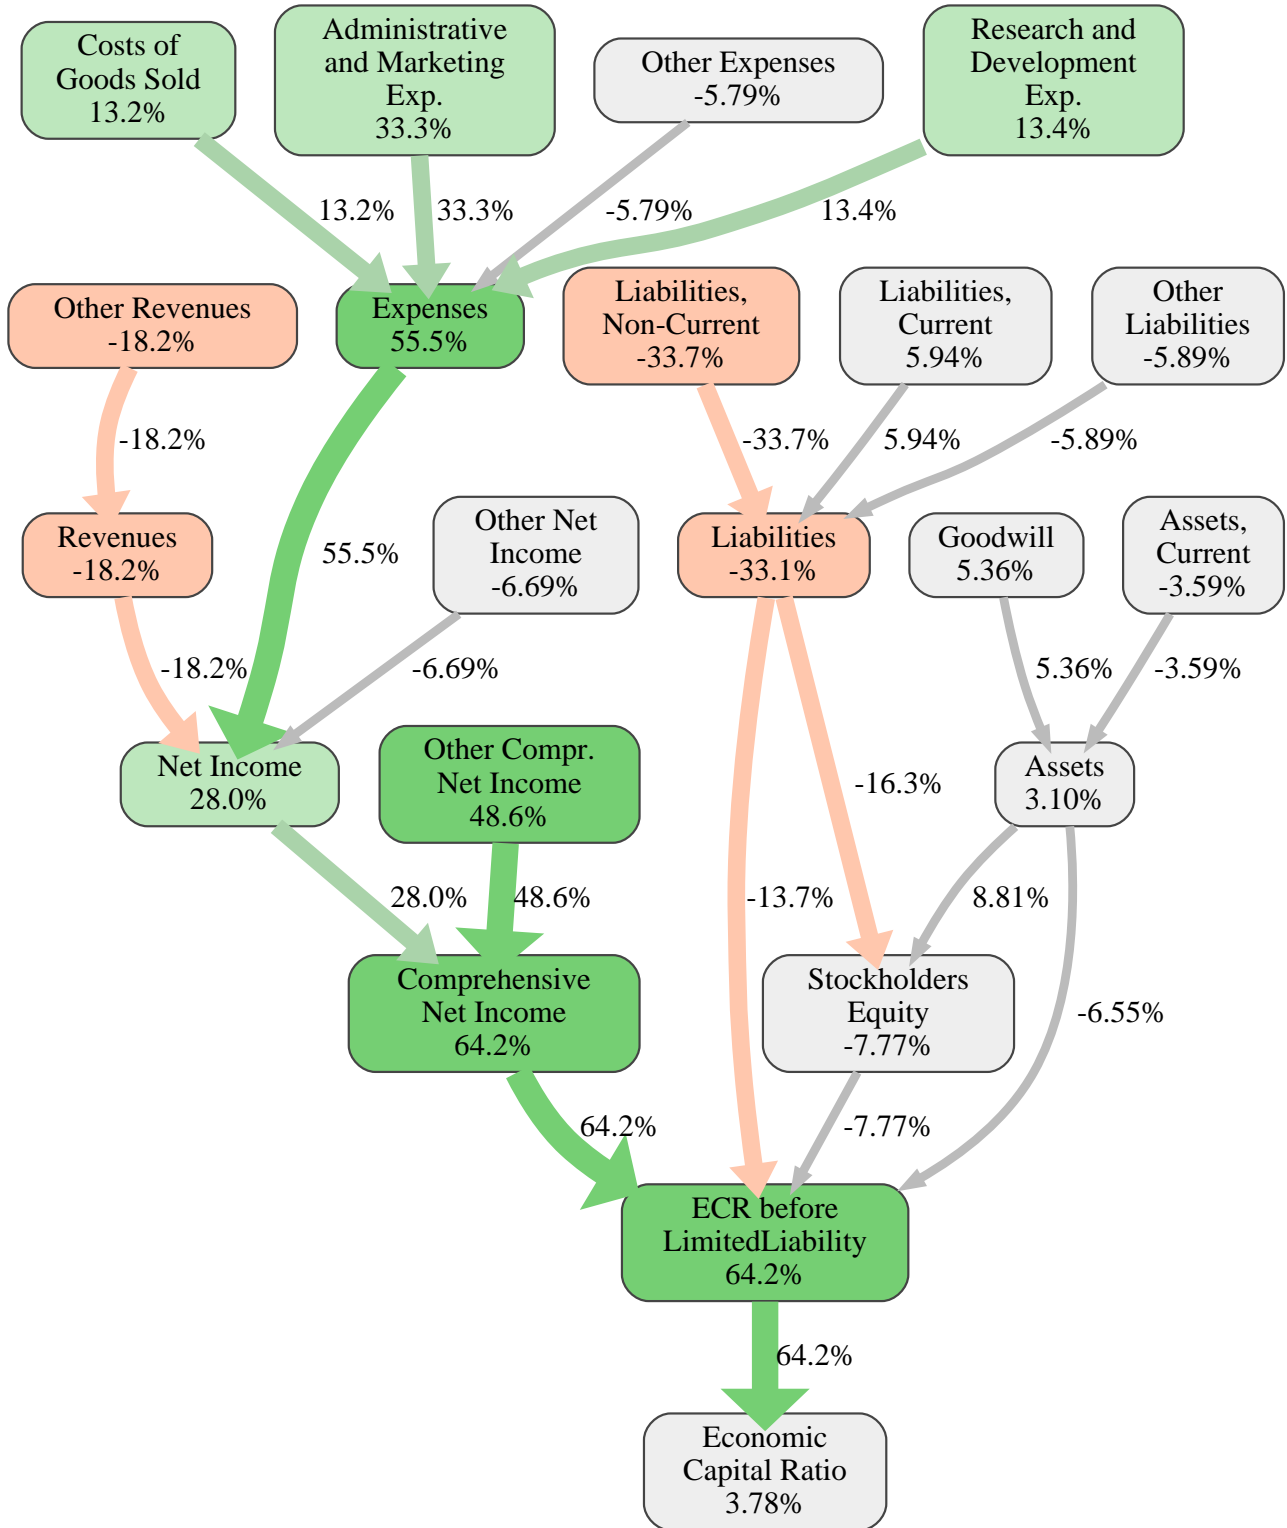 Costs of
Goods Sold
13.2%
Administrative
and Marketing
Exp.
33.3%
Other Expenses
-5.79%
Research and
Development
Exp.
13.4%
13.2%
33.3%
-5.79%
13.4%
Other Revenues
-18.2%
Expenses
55.5%
Liabilities,
Non-Current
-33.7%
Liabilities,
Current
5.94%
Other
Liabilities
-5.89%
-18.2%
55.5%
-33.7%
5.94%
-5.89%
Revenues
-18.2%
Other Net
Income
-6.69%
Liabilities
-33.1%
Goodwill
5.36%
Assets,
Current
-3.59%
-18.2%
-6.69%
5.36%
-3.59%
Net Income
28.0%
Other Compr.
Net Income
48.6%
-16.3%
Assets
3.10%
28.0%
48.6%
-13.7%
8.81%
Comprehensive
Net Income
64.2%
Stockholders
Equity
-7.77%
-6.55%
64.2%
-7.77%
ECR before
LimitedLiability
64.2%
64.2%
Economic
Capital Ratio
3.78%